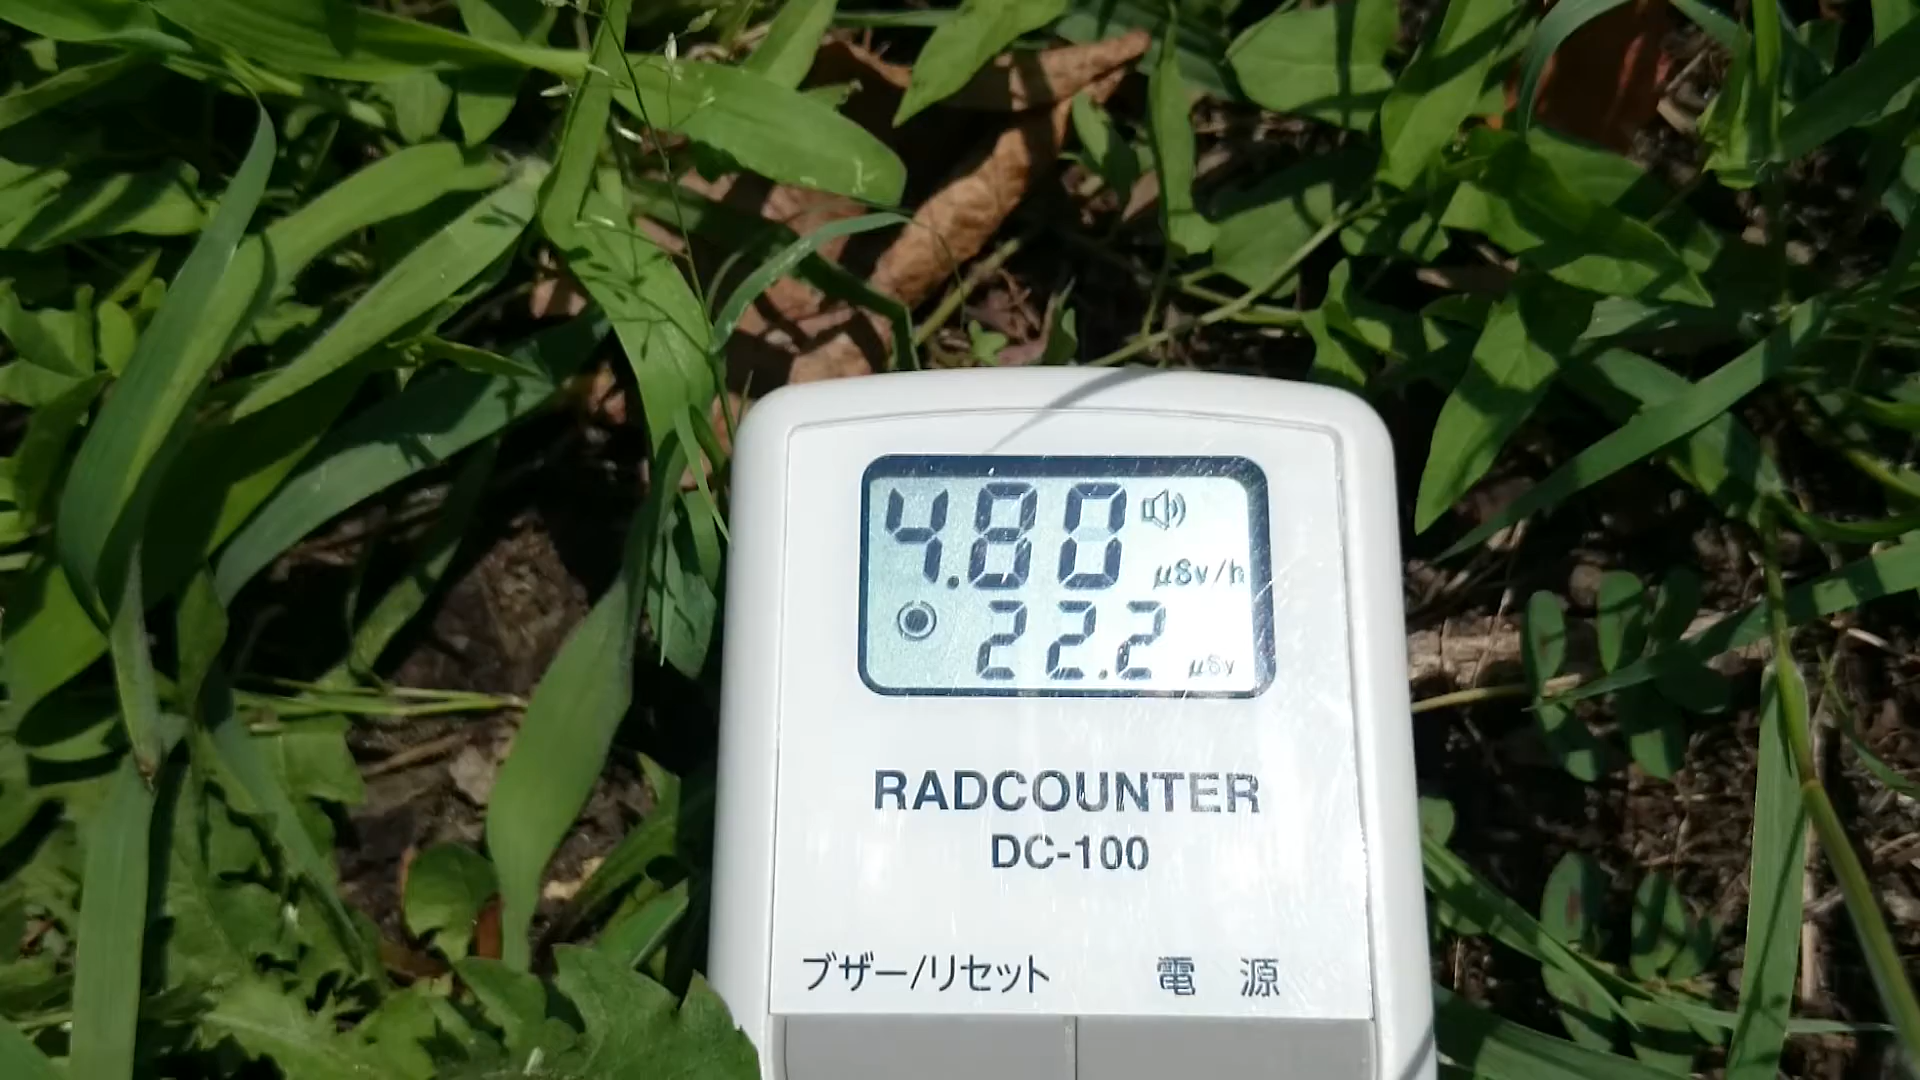 4.80
μSv/h
22.2 μSv
RADCOUNTER
DC-100
ブザー/リセット 電源